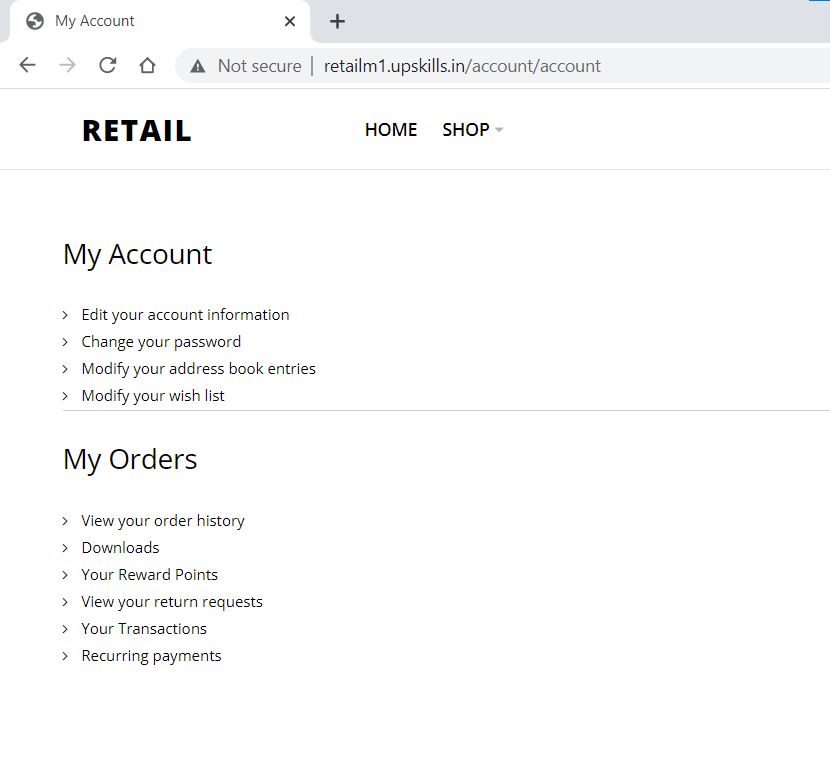 My Account
Not secure | retailm1.upskills.in/account/account
RETAIL HOME SHOP
My Account
Edit your account information
Change your password
Modify your address book entries
Modify your wish list
My Orders
View your order history
Downloads
Your Reward Points
View your return requests
Your Transactions
Recurring payments